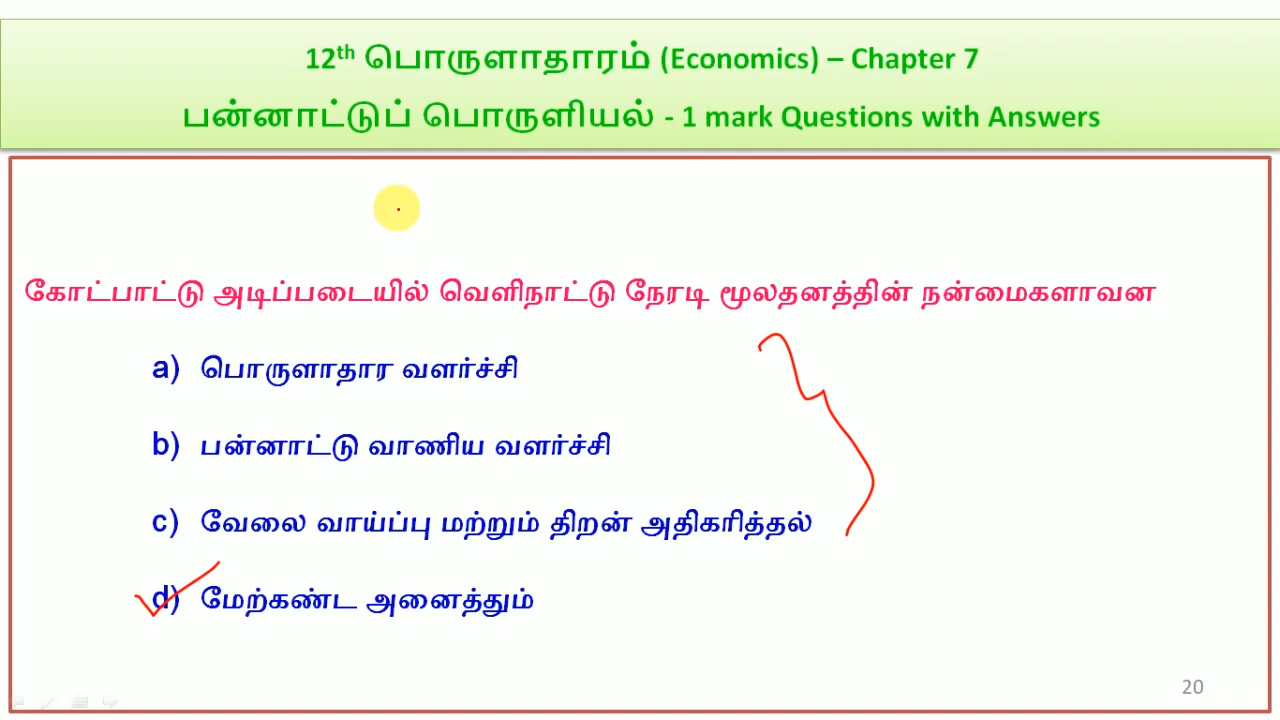 12th பொருளாதாரம் (Economics) – Chapter 7
பன்னாட்டுப் பொருளியல் - 1 mark Questions with Answers
கோட்பாட்டு அடிப்படையில் வெளிநாட்டு நேரடி மூலதனத்தின் நன்மைகளாவன
a) பொருளாதார வளர்ச்சி
b) பன்னாட்டு வாணிய வளர்ச்சி
c) வேலை வாய்ப்பு மற்றும் திறன் அதிகரித்தல்
d) மேற்கண்ட அனைத்தும்
20